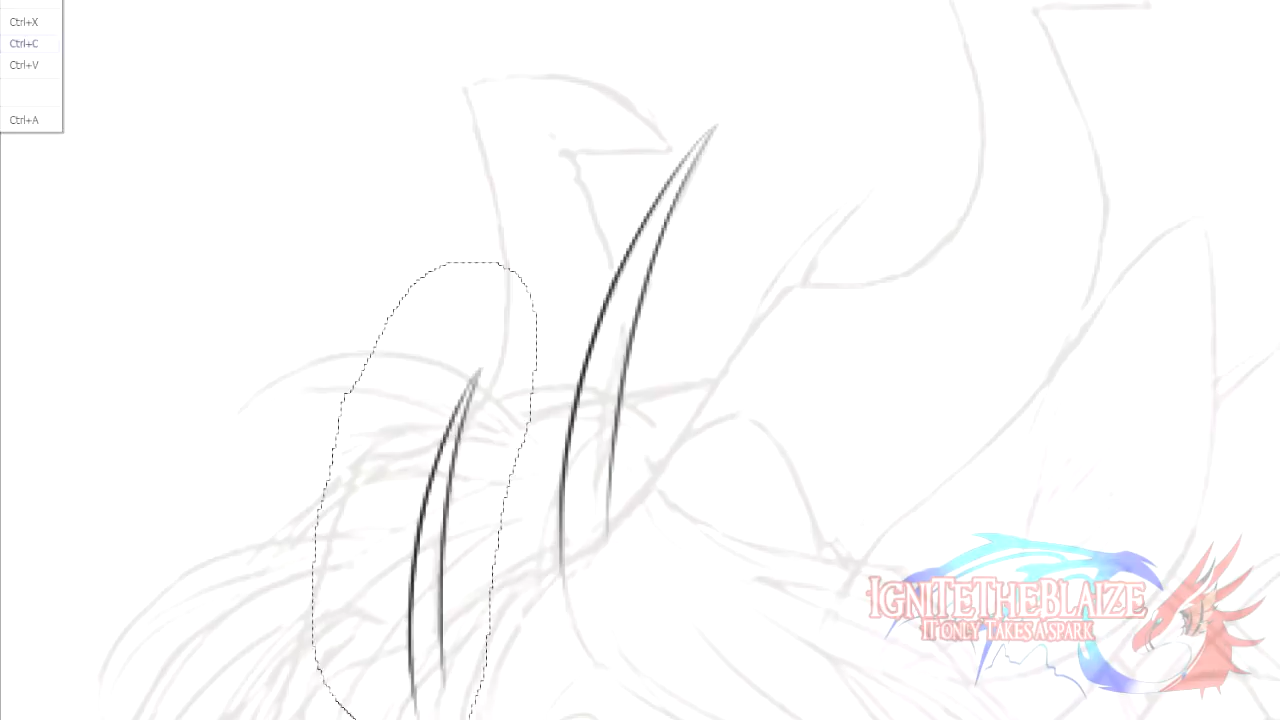 Ctrl+X
Ctrl+C
Ctrl+V
Ctrl+A
IGNITETHEBLAIZE
IT ONLY TAKES A SPARK